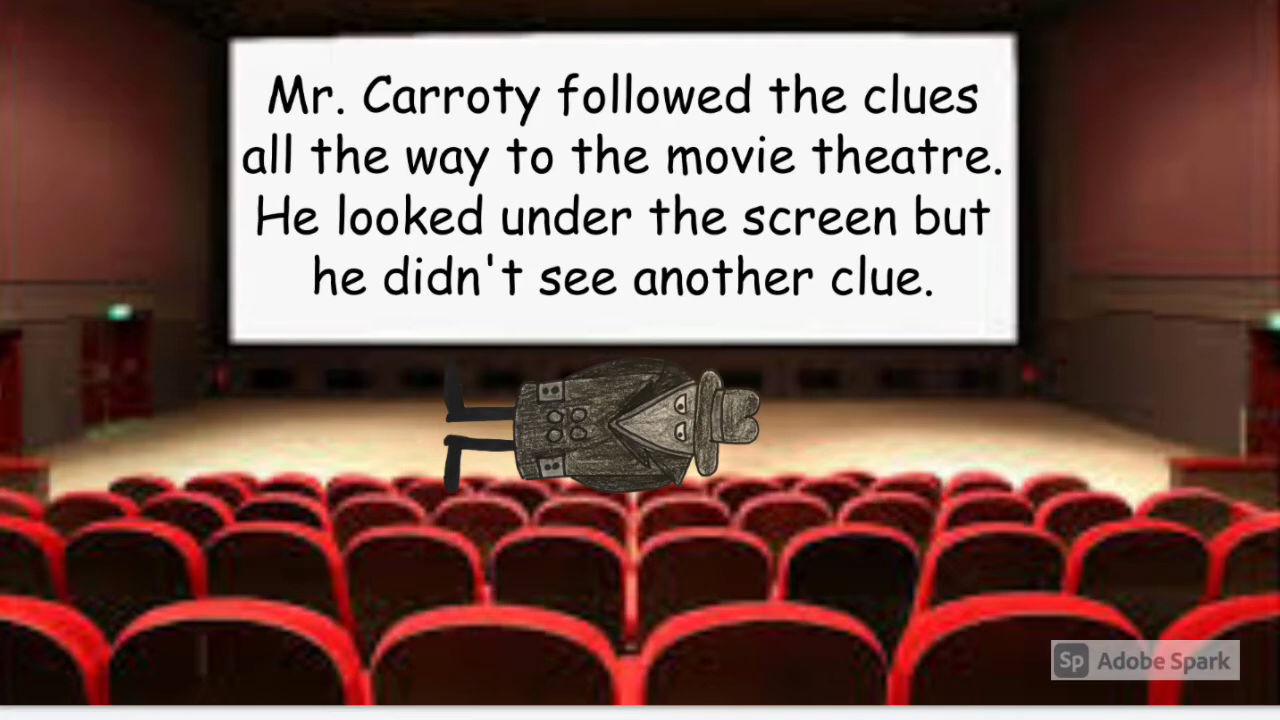 Mr. Carroty followed the clues
all the way to the movie theatre.
He looked under the screen but
he didn't see another clue.
Sp Adobe Spark